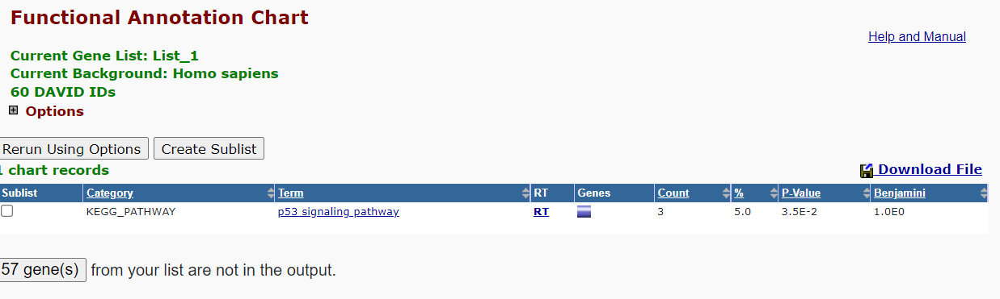 Functional Annotation Chart
Help and Manual
Current Gene List: List_1
Current Background: Homo sapiens
60 DAVID IDs
Options
Rerun Using Options Create Sublist
1 chart records Download File
Sublist Category Term RT Genes Count % P-Value Benjamini
KEGG_PATHWAY p53 signaling pathway RT 3 5.0 3.5E-2 1.0E0
57 gene(s) from your list are not in the output.